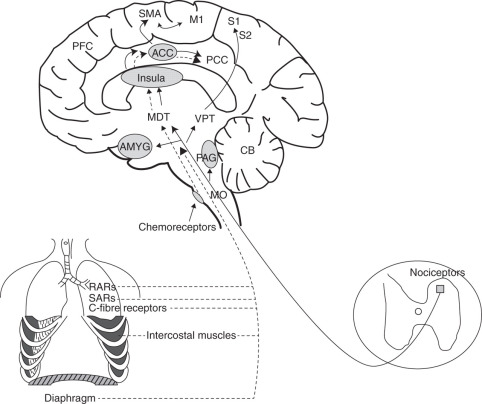 SMA
M1
S1
S2
PFC
ACC
PCC
Insula
MDT
VPT
AMYG
PAG
CB
MO
Chemoreceptors
Nociceptors
RARs
SARs
C-fibre receptors
Intercostal muscles
Diaphragm